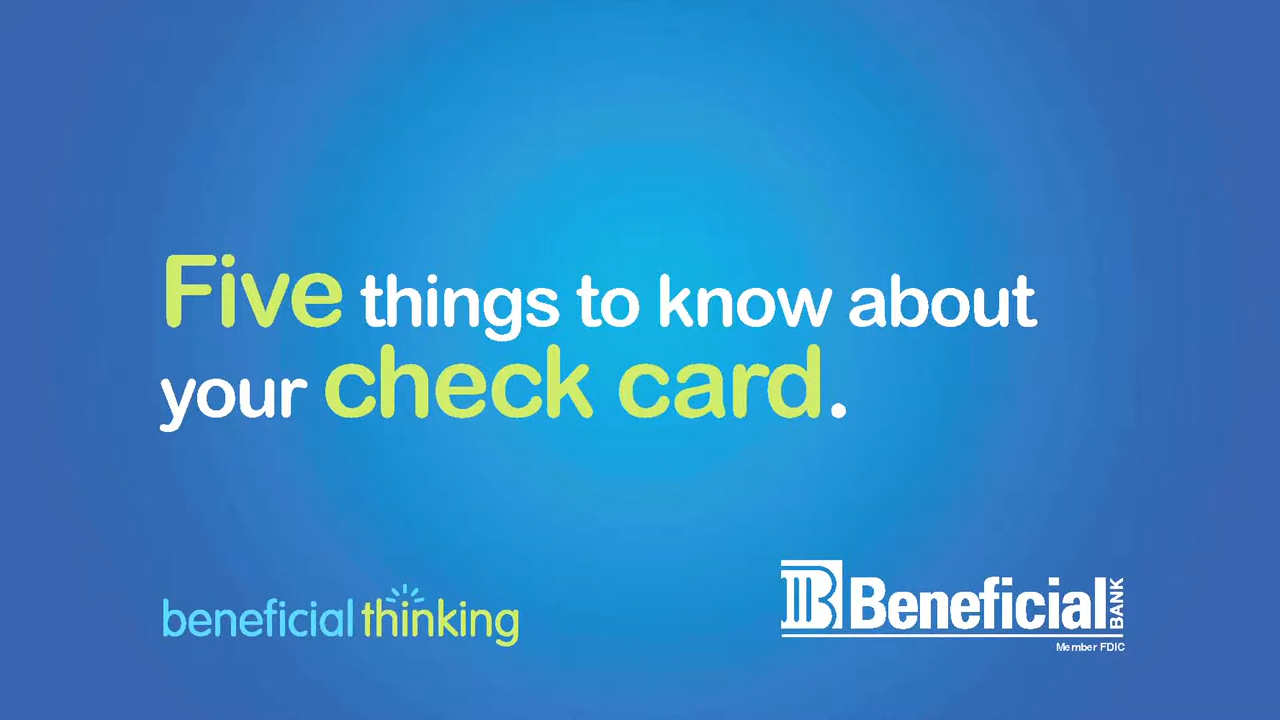 Five things to know about
your check card.
beneficial thinking
B Beneficial BANK
Member FDIC